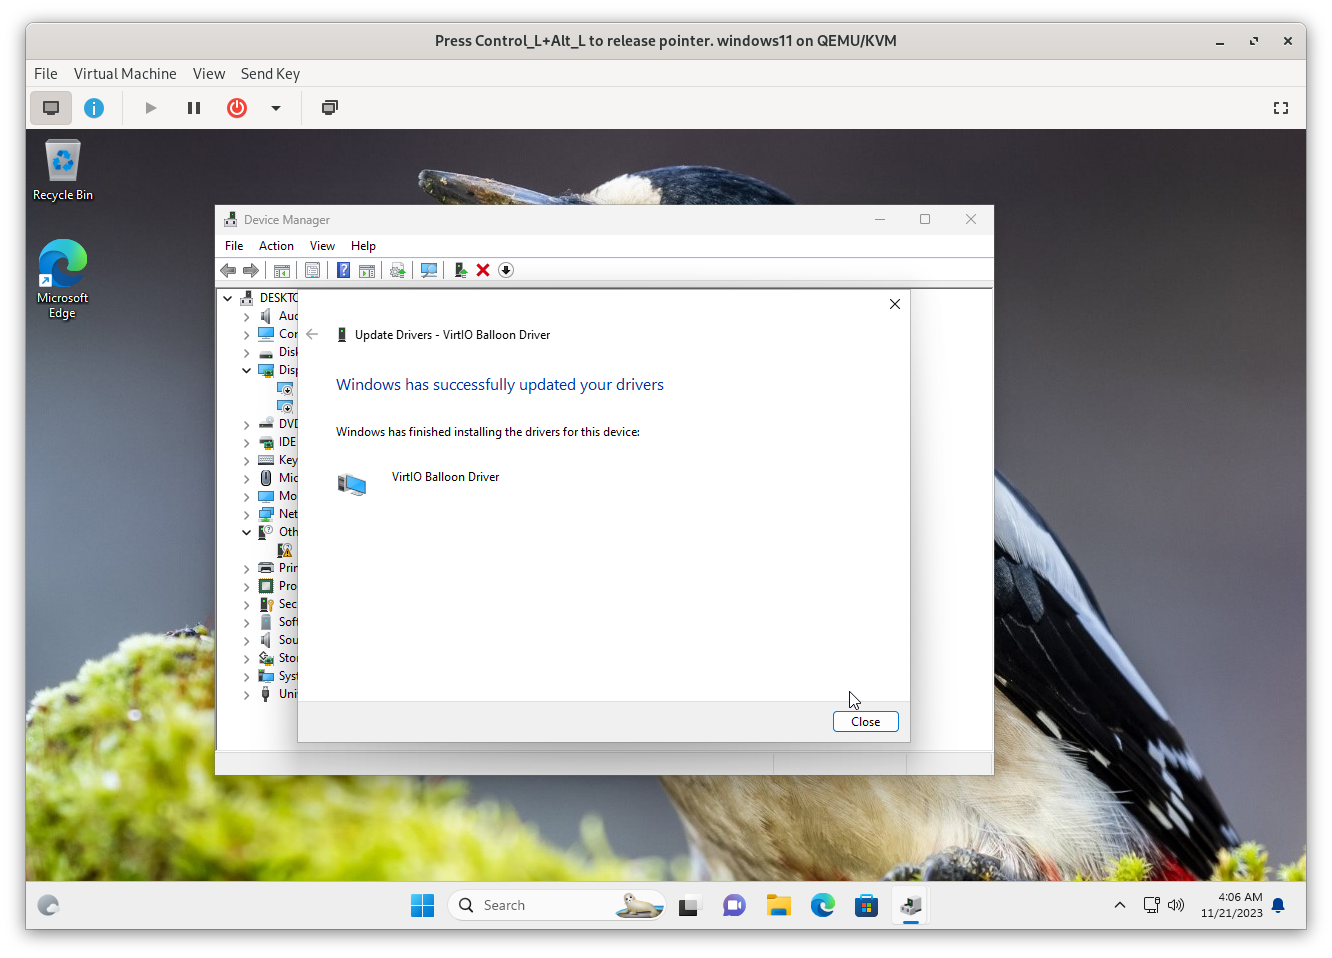 Press Control_L+Alt_L to release pointer. windows11 on QEMU/KVM
File Virtual Machine View Send Key
Recycle Bin
Microsoft
Edge
Device Manager
File Action View Help
DESKTO
Auc
Cor
Disk
Disp
DVD
IDE
Key
Mic
Mo
Net
Oth
Prin
Pro
Sec
Soft
Sou
Stor
Syst
Uni
Update Drivers - VirtIO Balloon Driver
Windows has successfully updated your drivers
Windows has finished installing the drivers for this device:
VirtIO Balloon Driver
Close
Search
4:06 AM
11/21/2023